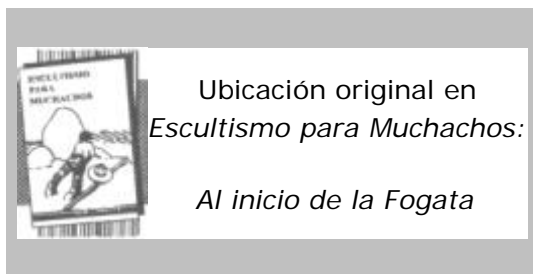 ESCULTISMO
PARA
MUCHACHOS
Ubicación original en
Escultismo para Muchachos:
Al inicio de la Fogata